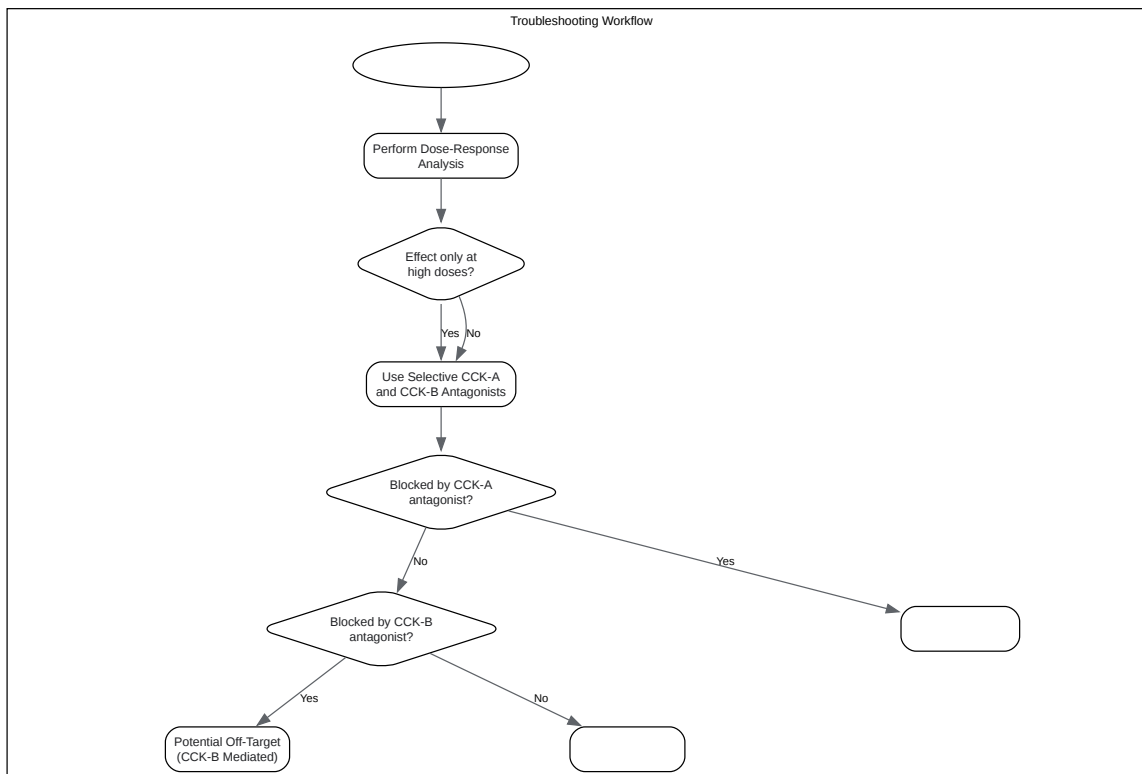 Troubleshooting Workflow
Perform Dose-Response
Analysis
Effect only at
high doses?
Yes
No
Use Selective CCK-A
and CCK-B Antagonists
Blocked by CCK-A
antagonist?
No
Yes
Blocked by CCK-B
antagonist?
Yes
No
Potential Off-Target
(CCK-B Mediated)